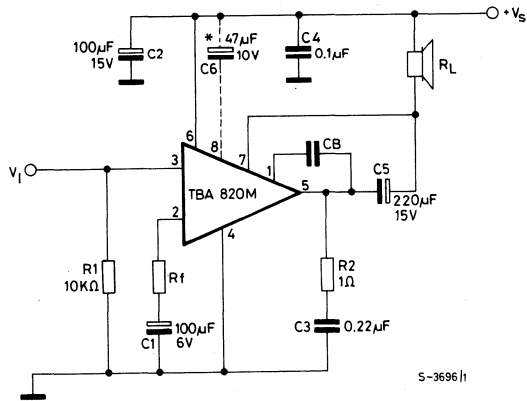 +Vs
100µF
15V
C2
*
47µF
10V
C6
C4
0.1µF
RL
6
8
7
1
CB
VI
3
TBA 820M
5
C5
220µF
15V
2
4
R1
10KΩ
Rf
R2
1Ω
100µF
6V
C1
C3
0.22µF
S-3696/1